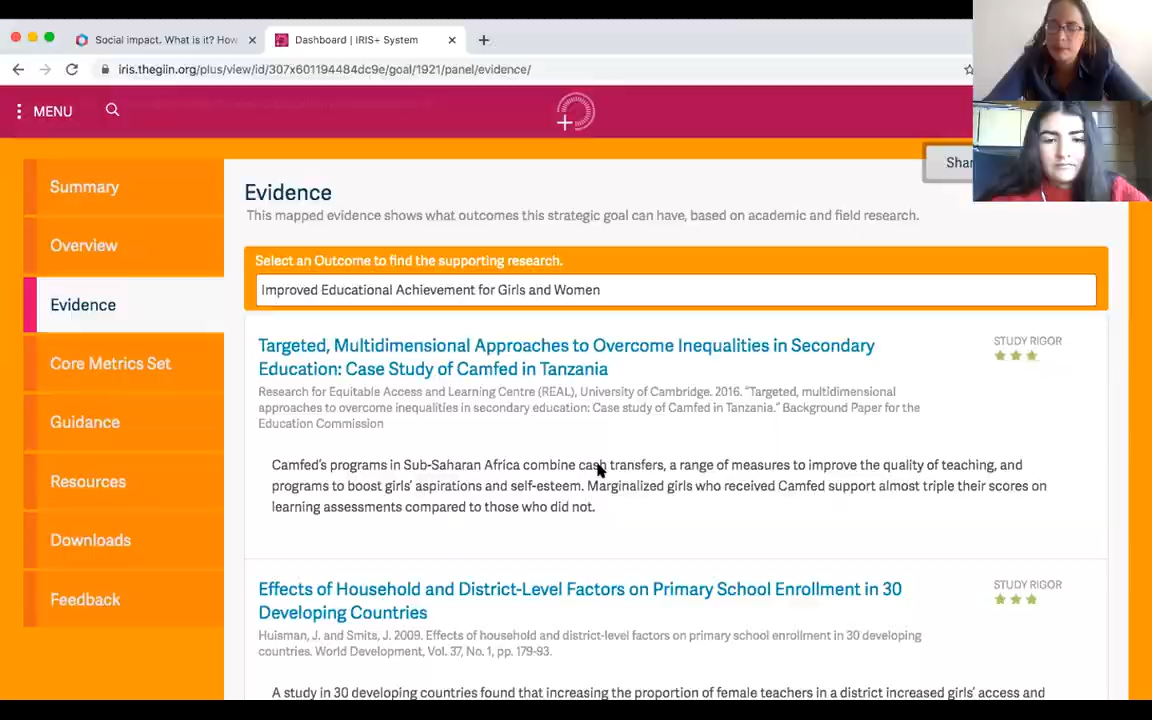 Social impact. What is it? How
Dashboard | IRIS+ System
iris.thegiin.org/plus/view/id/307x601194484dc9e/goal/1921/panel/evidence/
MENU
Shar
Summary
Overview
Evidence
Core Metrics Set
Guidance
Resources
Downloads
Feedback
Evidence
This mapped evidence shows what outcomes this strategic goal can have, based on academic and field research.
Select an Outcome to find the supporting research.
Improved Educational Achievement for Girls and Women
Targeted, Multidimensional Approaches to Overcome Inequalities in Secondary
Education: Case Study of Camfed in Tanzania
STUDY RIGOR
Research for Equitable Access and Learning Centre (REAL), University of Cambridge. 2016. “Targeted, multidimensional
approaches to overcome inequalities in secondary education: Case study of Camfed in Tanzania.” Background Paper for the
Education Commission
Camfed’s programs in Sub-Saharan Africa combine cash transfers, a range of measures to improve the quality of teaching, and
programs to boost girls’ aspirations and self-esteem. Marginalized girls who received Camfed support almost triple their scores on
learning assessments compared to those who did not.
Effects of Household and District-Level Factors on Primary School Enrollment in 30
Developing Countries
STUDY RIGOR
Huisman, J. and Smits, J. 2009. Effects of household and district-level factors on primary school enrollment in 30 developing
countries. World Development, Vol. 37, No. 1, pp. 179-93.
A study in 30 developing countries found that increasing the proportion of female teachers in a district increased girls’ access and